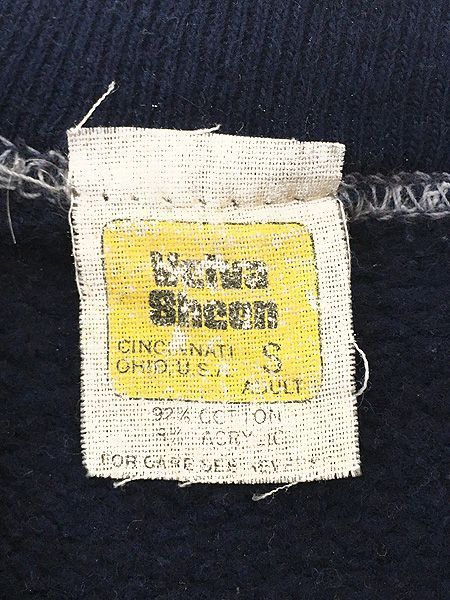 Velva
Sheen
CINCINNATI S
OHIO, U.S.A. ADULT
92% COTTON
8% ACRYLIC
FOR CARE SEE REVERSE